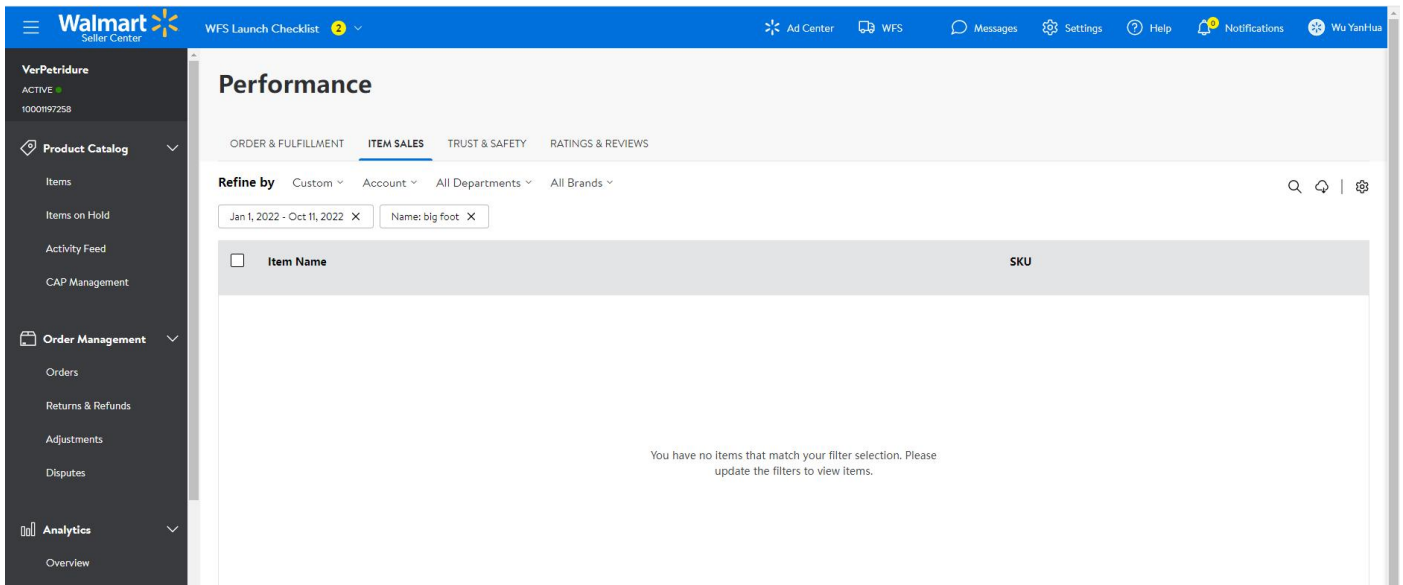 Walmart
Seller Center
WFS Launch Checklist 2
Ad Center
WFS
Messages
Settings
Help
0 Notifications
Wu YanHua
VerPetridure
ACTIVE
10001197258
Product Catalog
Items
Items on Hold
Activity Feed
CAP Management
Order Management
Orders
Returns & Refunds
Adjustments
Disputes
Analytics
Overview
Performance
ORDER & FULFILLMENT ITEM SALES TRUST & SAFETY RATINGS & REVIEWS
Refine by Custom Account All Departments All Brands
Jan 1, 2022 - Oct 11, 2022 X Name: big foot X
Item Name SKU
You have no items that match your filter selection. Please
update the filters to view items.